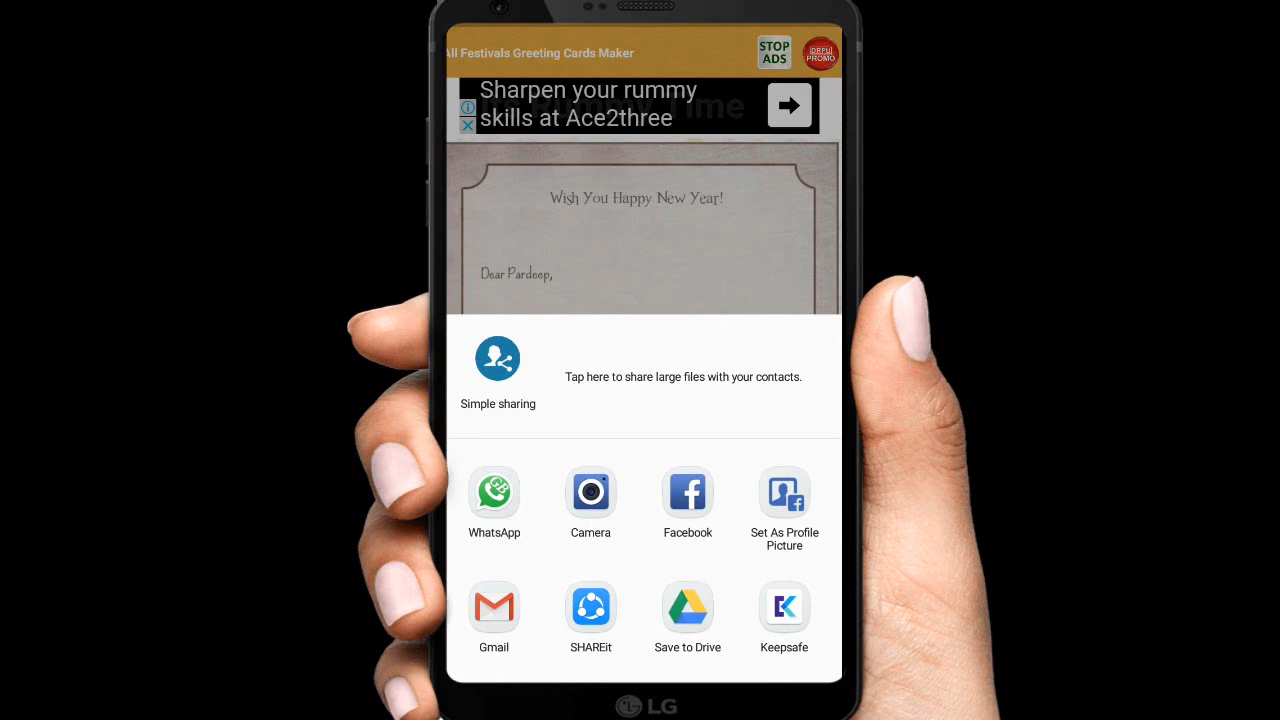 All Festivals Greeting Cards Maker
STOP
ADS
DRPU
PROMO
Sharpen your rummy
skills at Ace2three
Wish You Happy New Year!
Dear Pardeep,
Simple sharing
Tap here to share large files with your contacts.
GB
WhatsApp
Camera
Facebook
Set As Profile
Picture
Gmail
SHAREit
Save to Drive
Keepsafe
LG